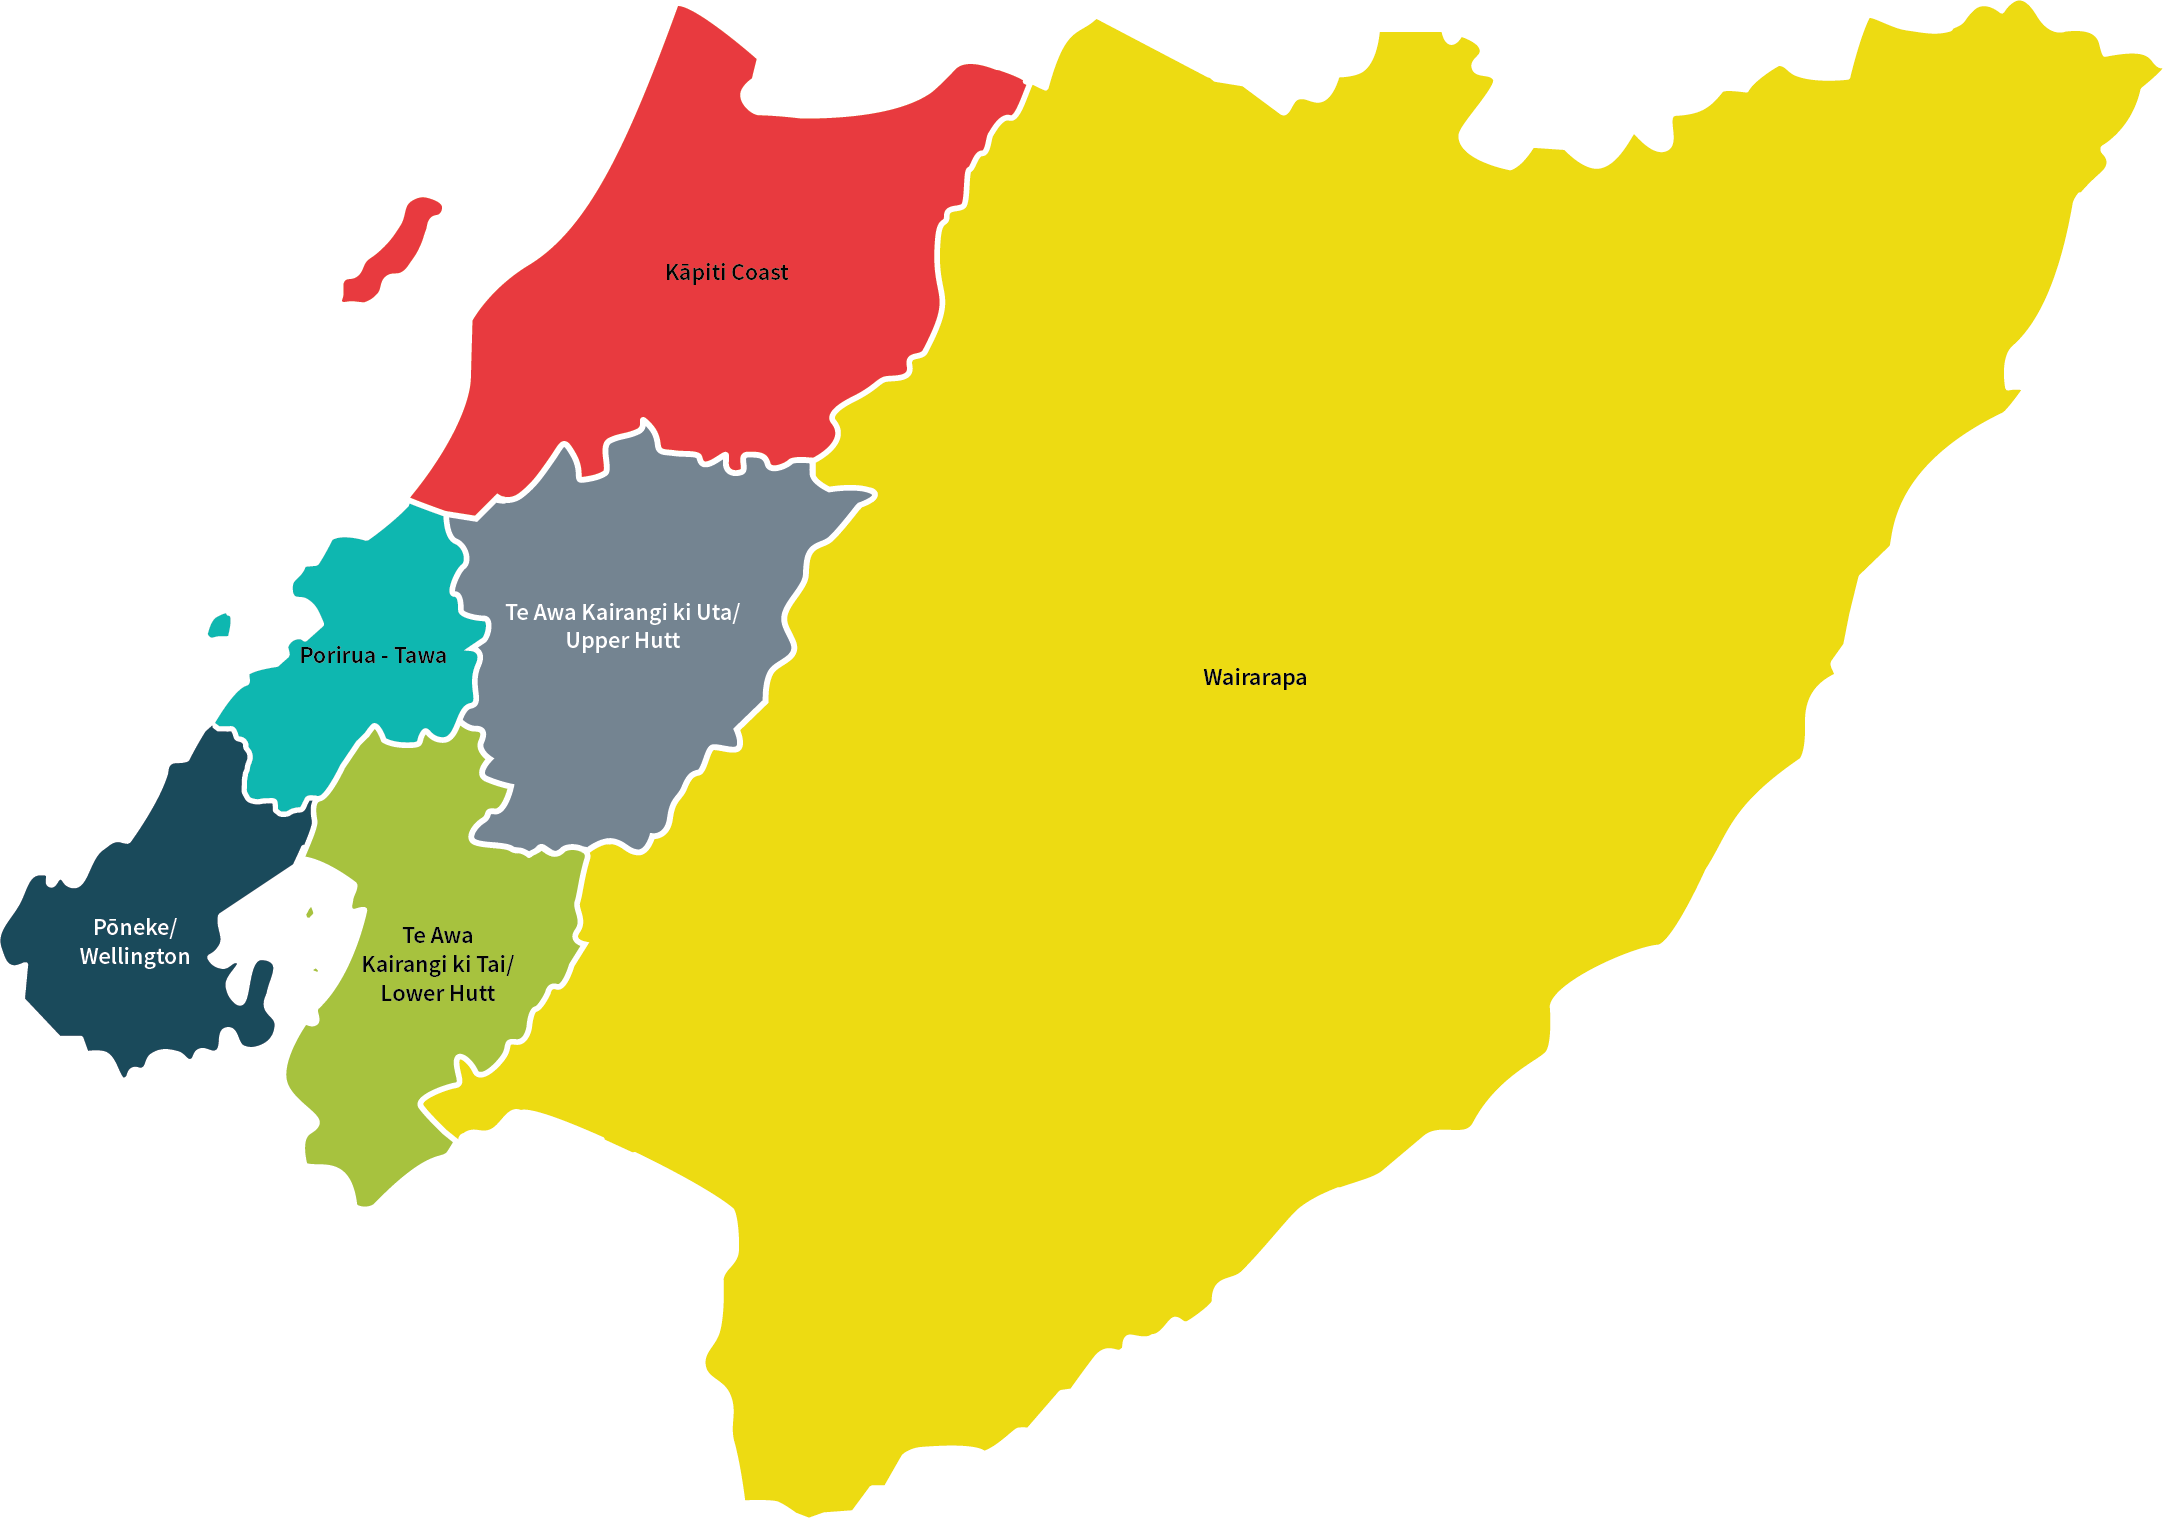 Kāpiti Coast
Te Awa Kairangi ki Uta/
Upper Hutt
Porirua - Tawa
Wairarapa
Pōneke/
Wellington
Te Awa
Kairangi ki Tai/
Lower Hutt